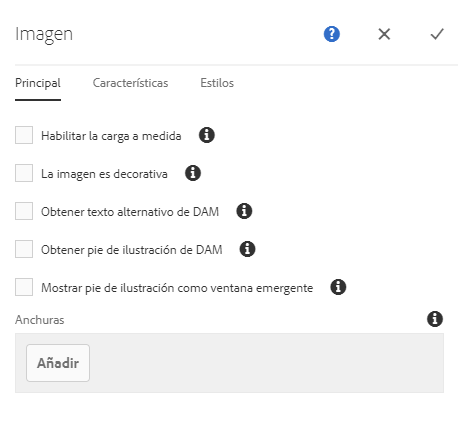 Imagen
Principal Características Estilos
Habilitar la carga a medida
La imagen es decorativa
Obtener texto alternativo de DAM
Obtener pie de ilustración de DAM
Mostrar pie de ilustración como ventana emergente
Anchuras
Añadir